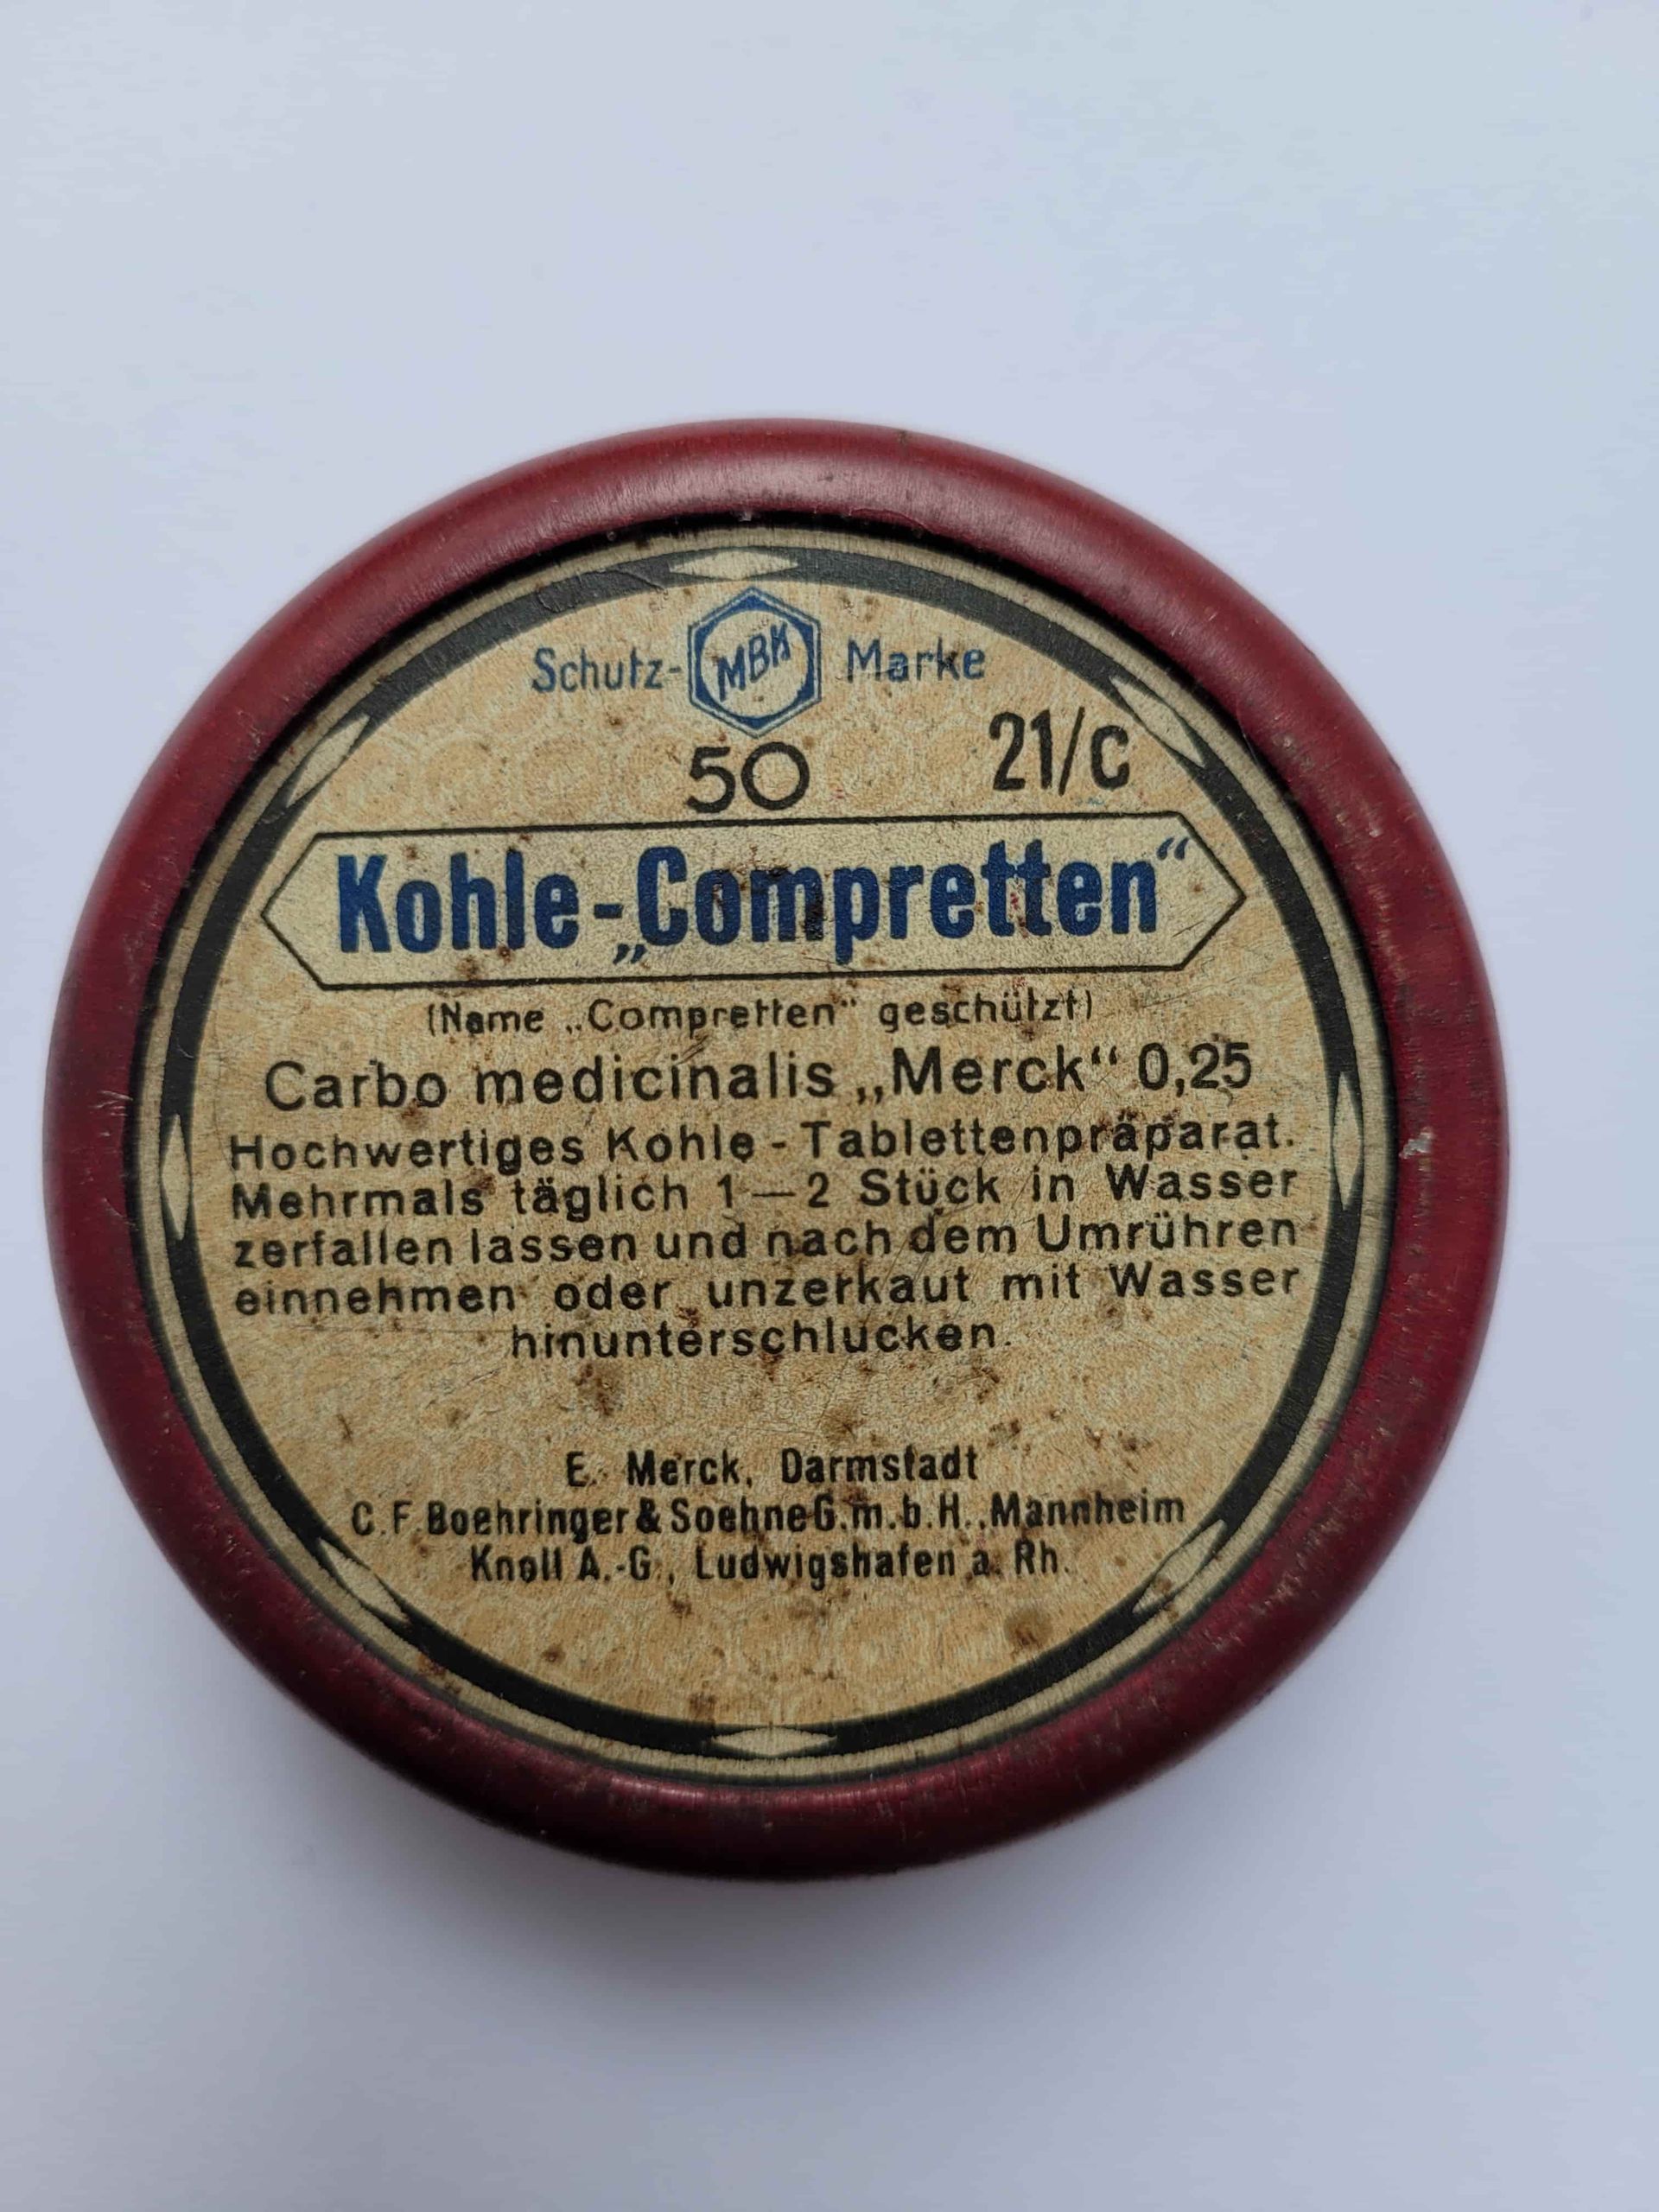 Schutz- MBK Marke
50 21/c
Kohle-„Compretten“
(Name „Compretten“ geschützt)
Carbo medicinalis „Merck“ 0,25
Hochwertiges Kohle-Tablettenpräparat.
Mehrmals täglich 1—2 Stück in Wasser
zerfallen lassen und nach dem Umrühren
einnehmen oder unzerkaut mit Wasser
hinunterschlucken.
E. Merck, Darmstadt
C.F. Boehringer & Soehne G.m.b.H., Mannheim
Knoll A.-G., Ludwigshafen a. Rh.